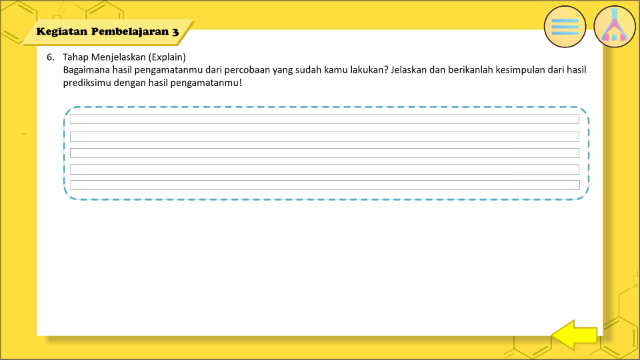 Kegiatan Pembelajaran 3
6. Tahap Menjelaskan (Explain)
Bagaimana hasil pengamatanmu dari percobaan yang sudah kamu lakukan? Jelaskan dan berikanlah kesimpulan dari hasil
prediksimu dengan hasil pengamatanmu!